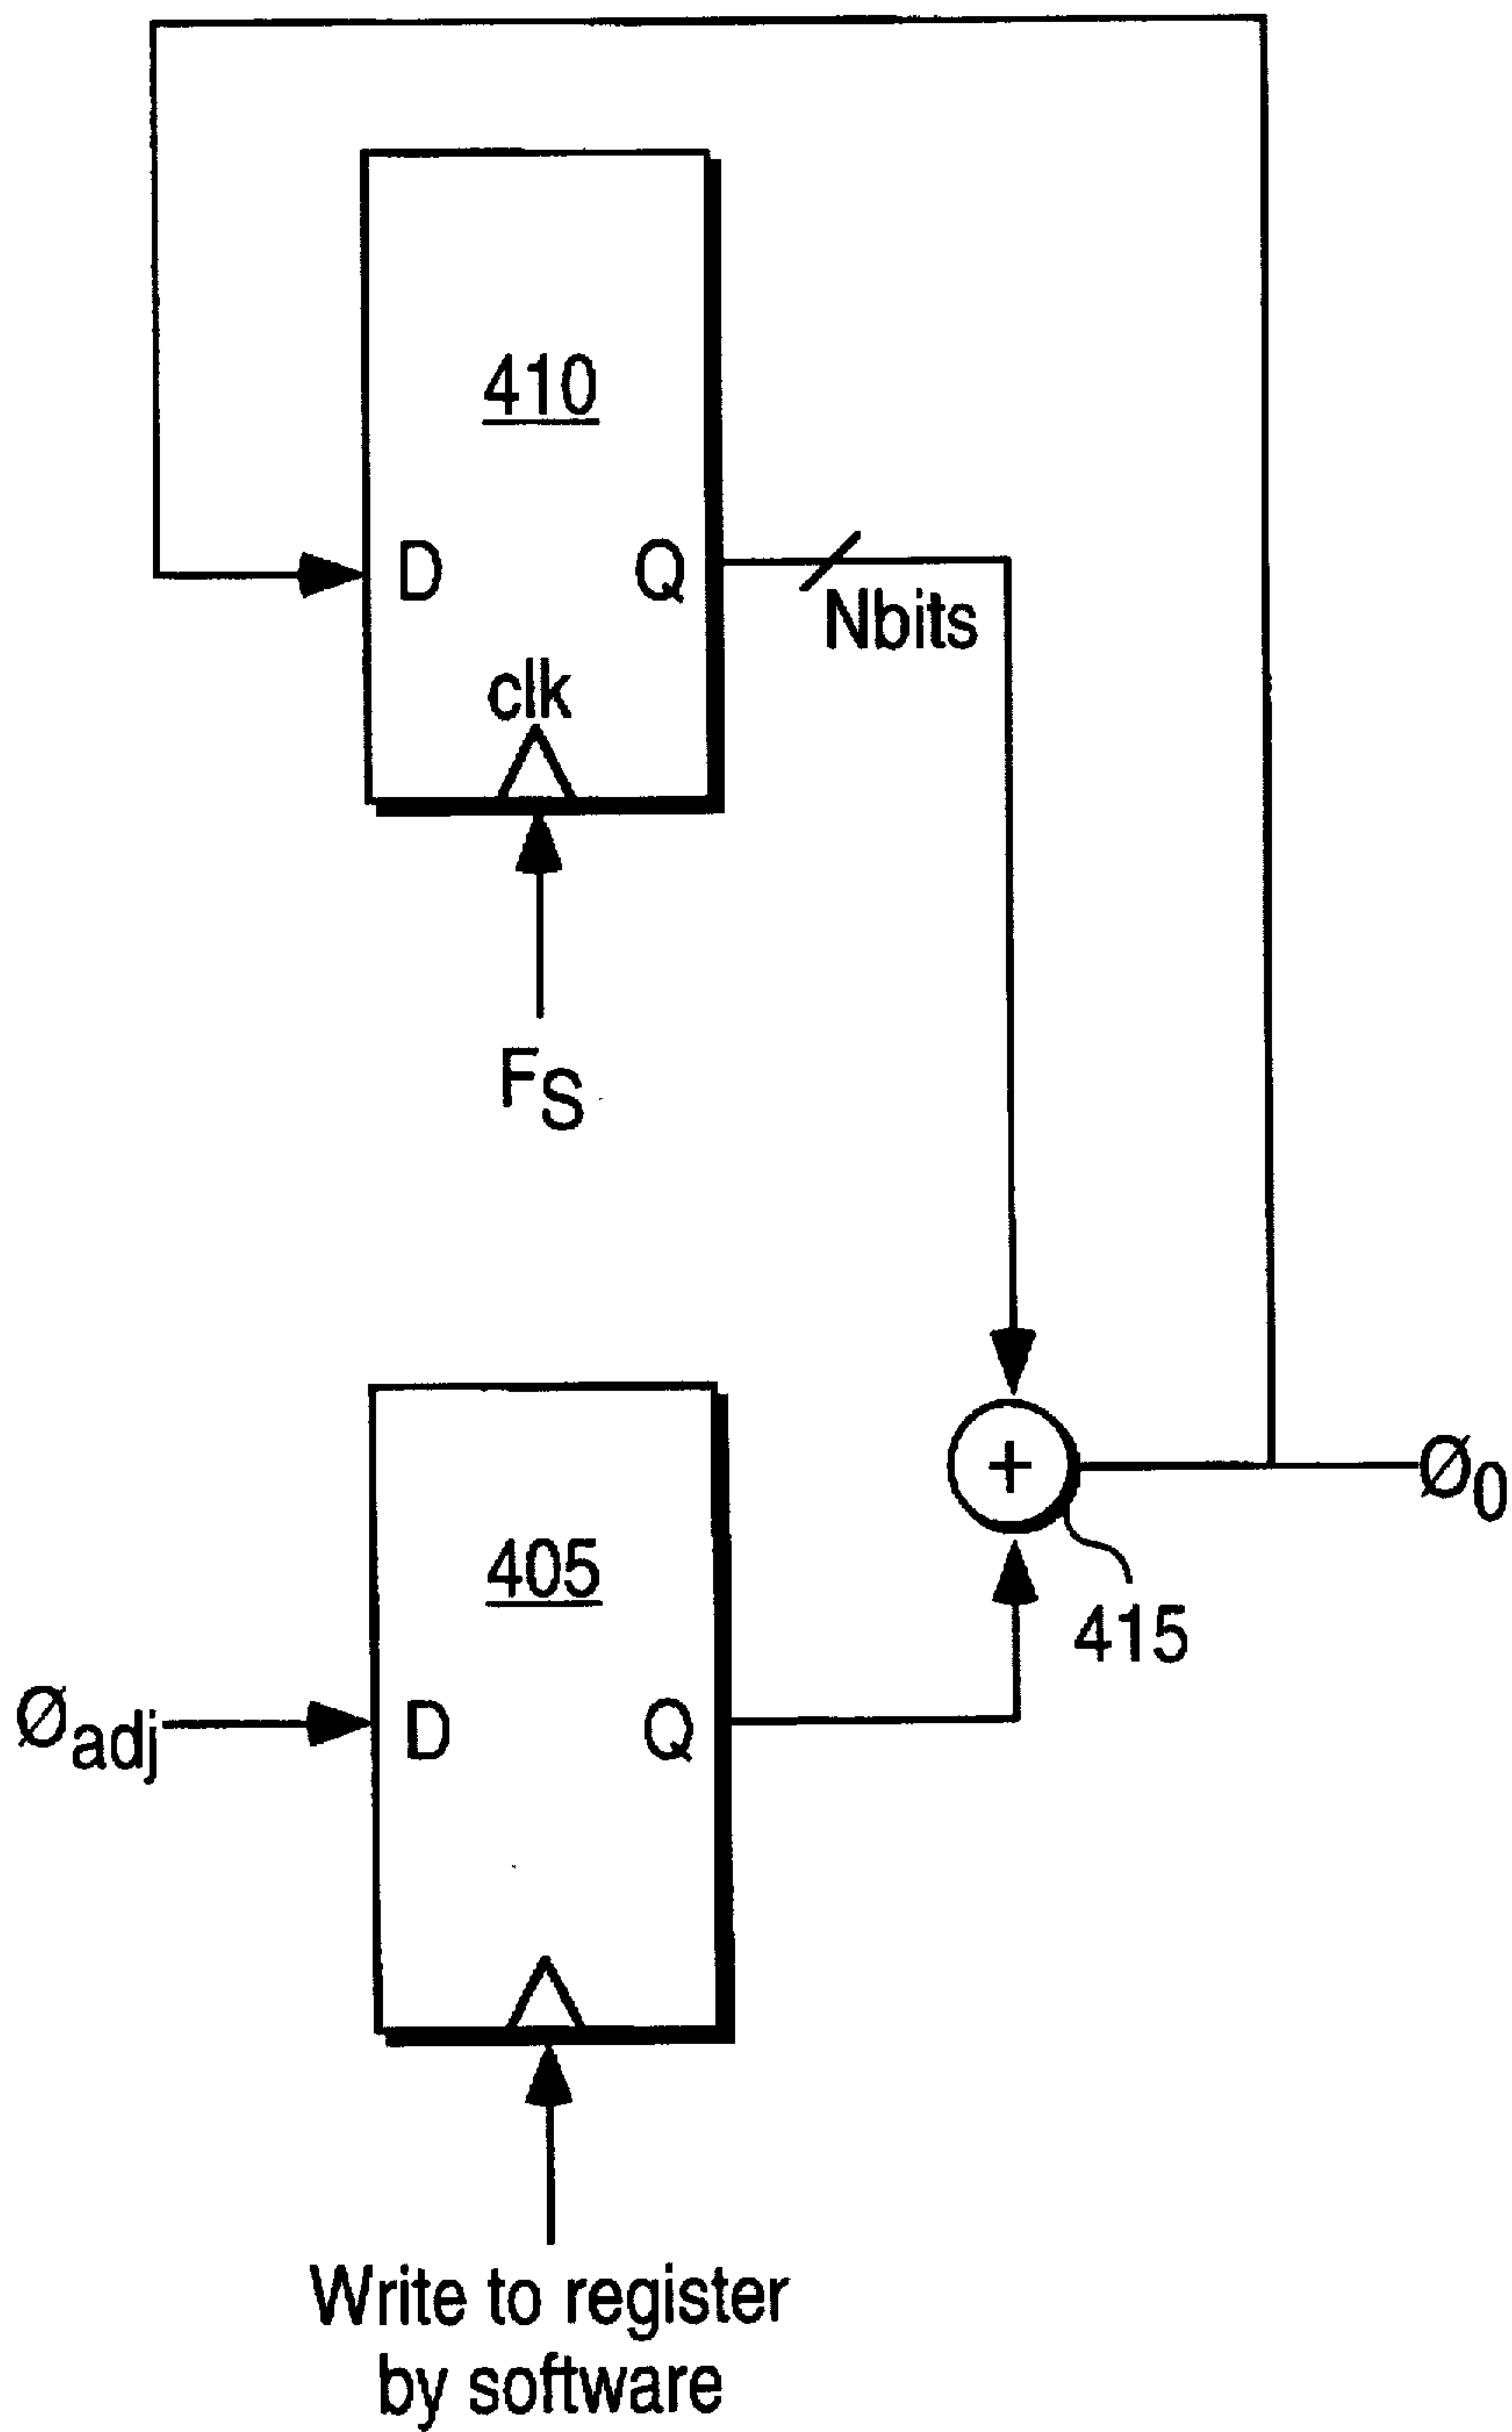 410
D
Q
Nbits
clk
FS
Ø0
405
415
Øadj
D
Q
Write to register
by software